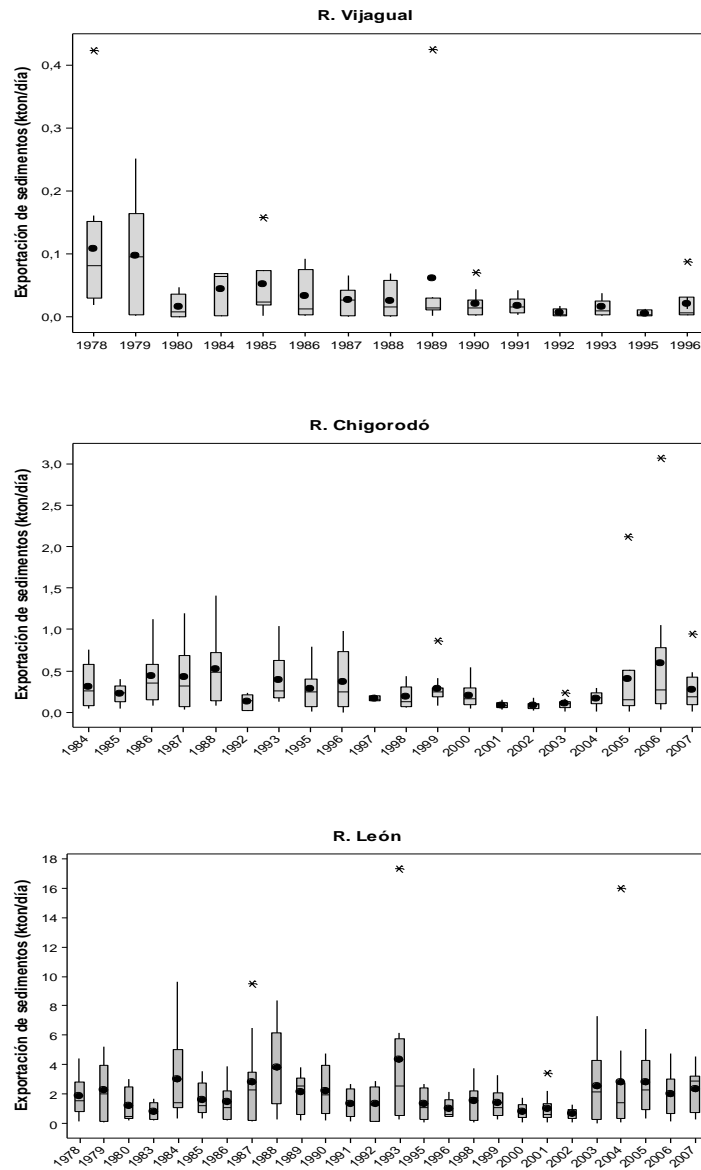 R. Vijagual
Exportación de sedimentos (kton/día)
0,4
0,3
0,2
0,1
0,0
1978 1979 1980 1984 1985 1986 1987 1988 1989 1990 1991 1992 1993 1995 1996
R. Chigorodó
Exportación de sedimentos (kton/día)
3,0
2,5
2,0
1,5
1,0
0,5
0,0
1984 1985 1986 1987 1988 1992 1993 1995 1996 1997 1998 1999 2000 2001 2002 2003 2004 2005 2006 2007
R. León
Exportación de sedimentos (kton/día)
18
16
14
12
10
8
6
4
2
0
1978 1979 1980 1983 1984 1985 1986 1987 1988 1989 1990 1991 1992 1993 1995 1996 1998 1999 2000 2001 2002 2003 2004 2005 2006 2007